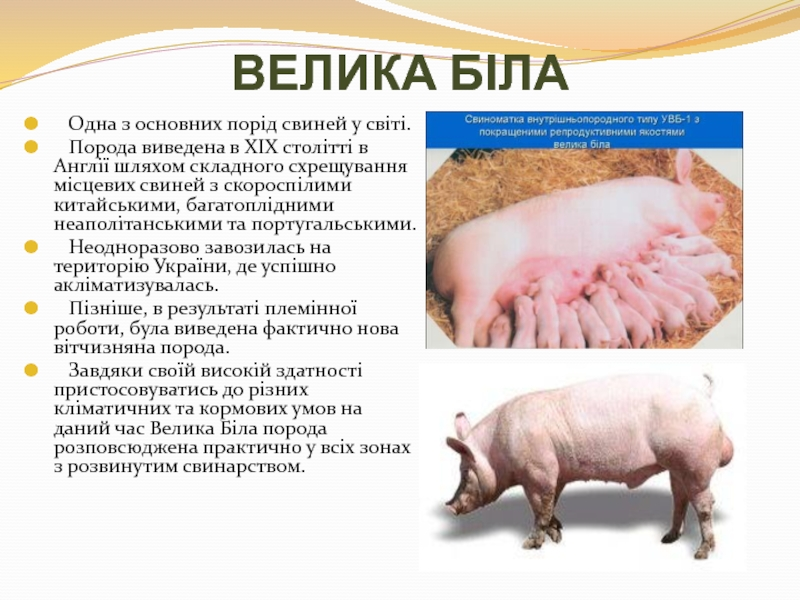 ВЕЛИКА БІЛА
Одна з основних порід свиней у світі.
Порода виведена в ХІХ столітті в
Англії шляхом складного схрещування
місцевих свиней з скороспілими
китайськими, багатоплідними
неаполітанськими та португальськими.
Неодноразово завозилась на
територію України, де успішно
акліматизувалась.
Пізніше, в результаті племінної
роботи, була виведена фактично нова
вітчизняна порода.
Завдяки своїй високій здатності
пристосовуватись до різних
кліматичних та кормових умов на
даний час Велика Біла порода
розповсюджена практично у всіх зонах
з розвинутим свинарством.
Свиноматка внутрішньопородного типу УВБ-1 з
покращеними репродуктивними якостями
велика біла